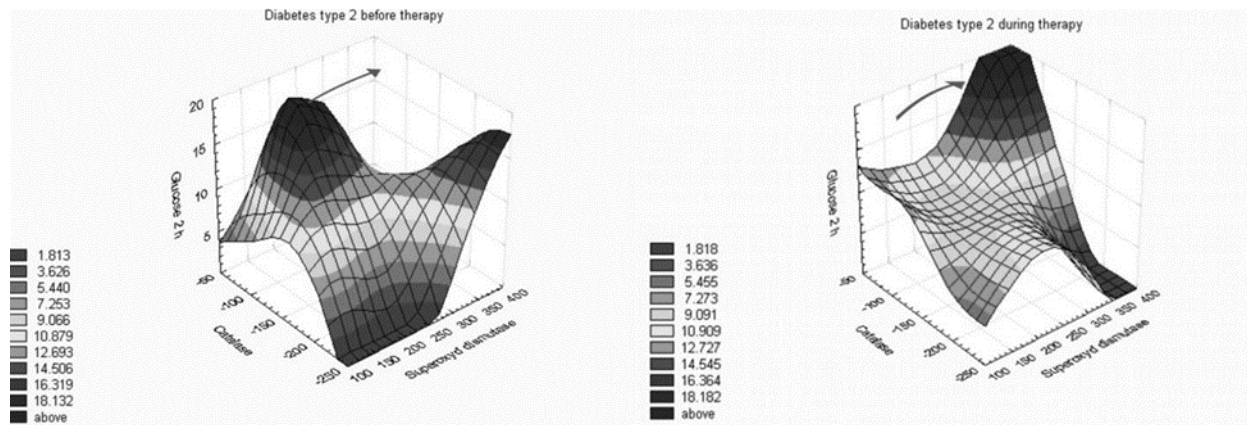 Diabetes type 2 before therapy
20
15
10
5
Glucose 2 h
-50
-100
-150
-200
-250
Catalase
100 150 200 250 300 350 400
Superoxyd dismutase
1.813
3.626
5.440
7.253
9.066
10.879
12.693
14.506
16.319
18.132
above
Diabetes type 2 during therapy
Glucose 2 h
-50
-100
-150
-200
-250
Catalase
100 150 200 250 300 350 400
Superoxyd dismutase
1.818
3.636
5.455
7.273
9.091
10.909
12.727
14.545
16.364
18.182
above